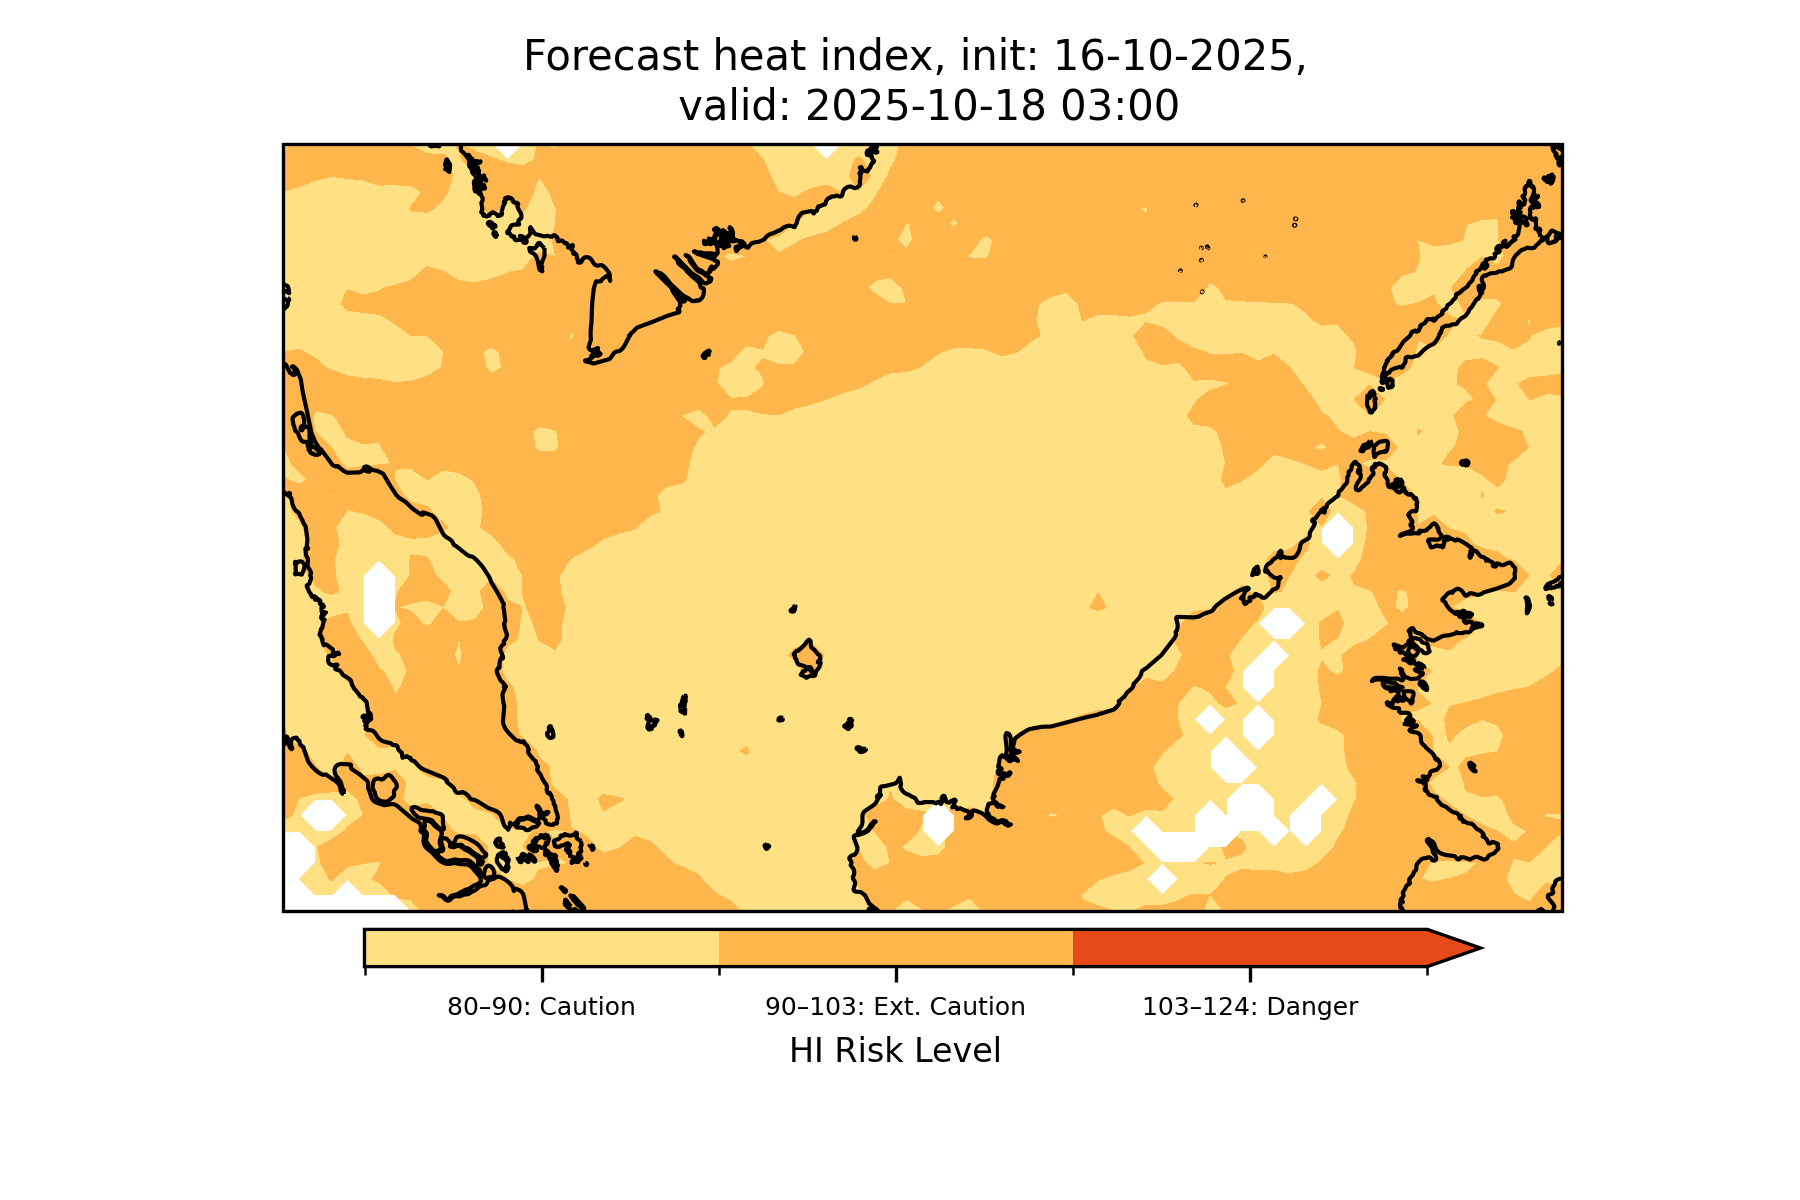 Forecast heat index, init: 16-10-2025,
valid: 2025-10-18 03:00
80–90: Caution
90–103: Ext. Caution
103–124: Danger
HI Risk Level